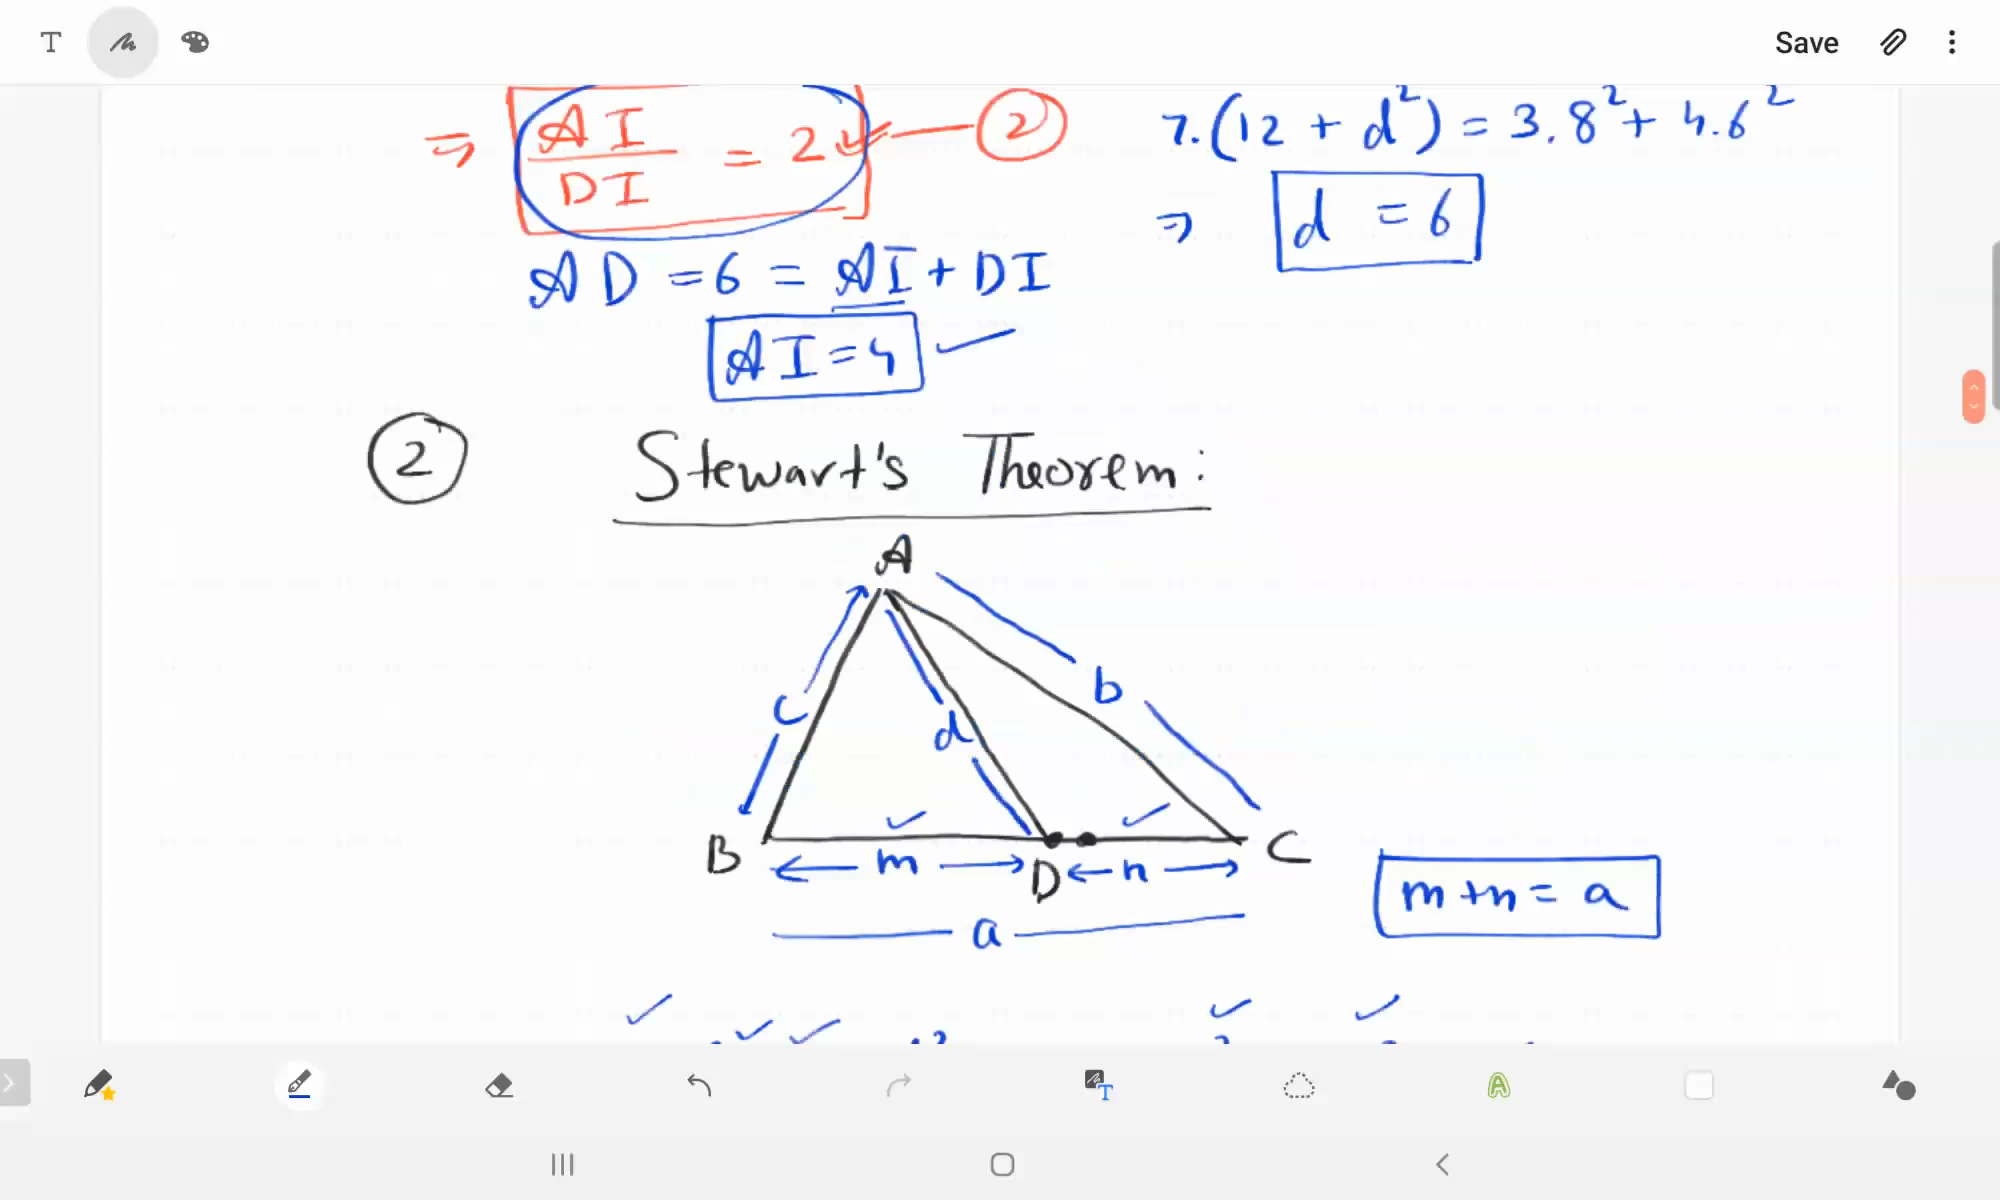 Save
⇒ AI / DI = 2 ② 7.(12 + d²) = 3.8² + 4.6²
⇒ d = 6
AD = 6 = AI + DI
AI = 4
② Stewart's Theorem:
A
b
c
d
B m D n C
m+n = a
a